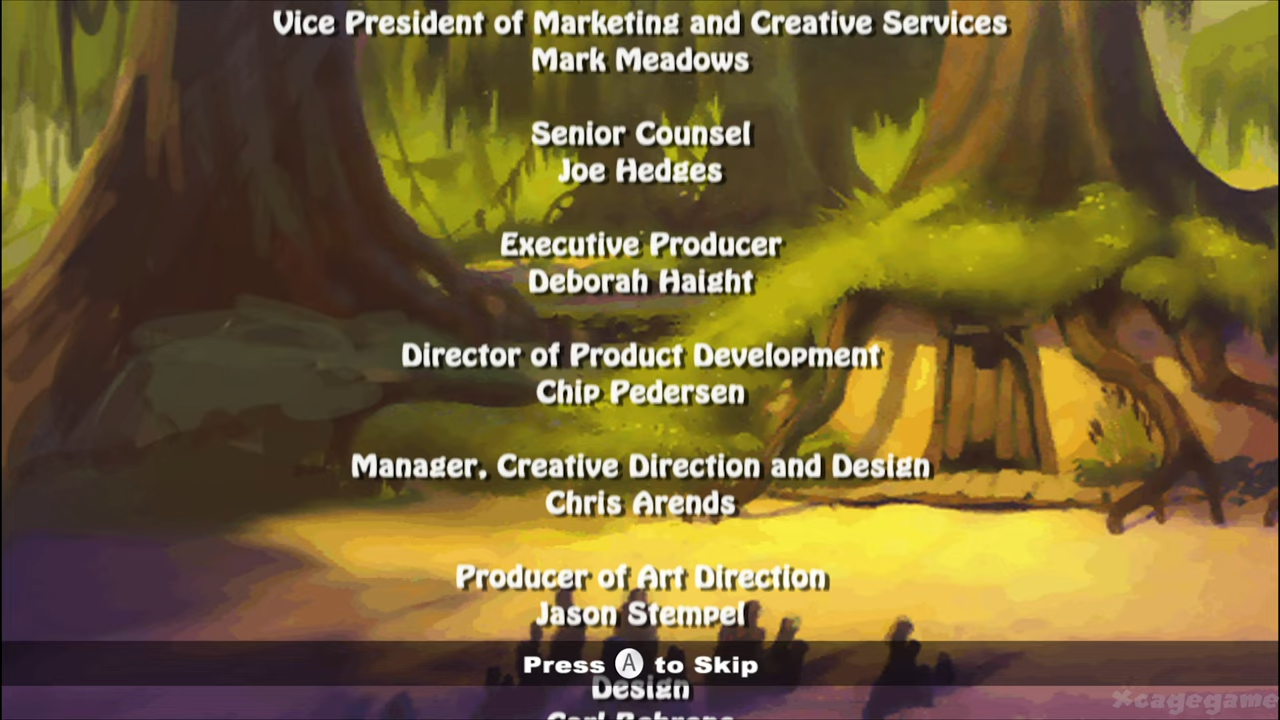 Vice President of Marketing and Creative Services
Mark Meadows
Senior Counsel
Joe Hedges
Executive Producer
Deborah Haight
Director of Product Development
Chip Pedersen
Manager, Creative Direction and Design
Chris Arends
Producer of Art Direction
Jason Stempel
Press A to Skip
Design
Xcagegame